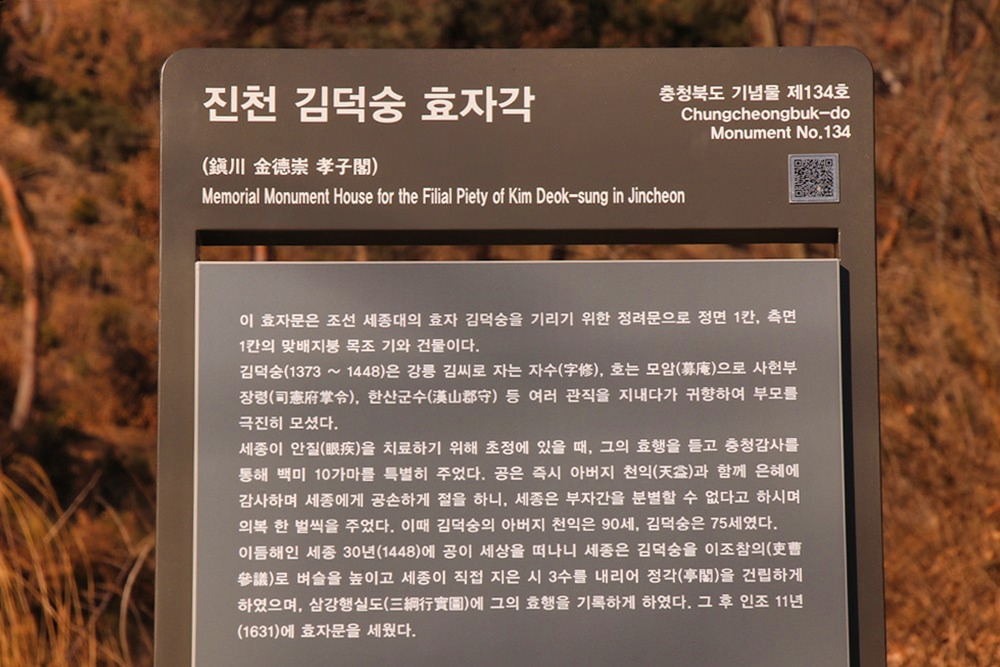 진천 김덕숭 효자각
충청북도 기념물 제134호
Chungcheongbuk-do
Monument No.134
(鎭川 金德崇 孝子閣)
Memorial Monument House for the Filial Piety of Kim Deok-sung in Jincheon
이 효자문은 조선 세종대의 효자 김덕숭을 기리기 위한 정려문으로 정면 1칸, 측면
1칸의 맞배지붕 목조 기와 건물이다.
김덕숭(1373 ~ 1448)은 강릉 김씨로 자는 자수(字修), 호는 모암(募庵)으로 사헌부
장령(司憲府掌令), 한산군수(漢山郡守) 등 여러 관직을 지내다가 귀향하여 부모를
극진히 모셨다.
세종이 안질(眼疾)을 치료하기 위해 초정에 있을 때, 그의 효행을 듣고 충청감사를
통해 백미 10가마를 특별히 주었다. 공은 즉시 아버지 천익(天益)과 함께 은혜에
감사하며 세종에게 공손하게 절을 하니, 세종은 부자간을 분별할 수 없다고 하시며
의복 한 벌씩을 주었다. 이때 김덕숭의 아버지 천익은 90세, 김덕숭은 75세였다.
이듬해인 세종 30년(1448)에 공이 세상을 떠나니 세종은 김덕숭을 이조참의(吏曹
參議)로 벼슬을 높이고 세종이 직접 지은 시 3수를 내리어 정각(亭閣)을 건립하게
하였으며, 삼강행실도(三綱行實圖)에 그의 효행을 기록하게 하였다. 그 후 인조 11년
(1631)에 효자문을 세웠다.